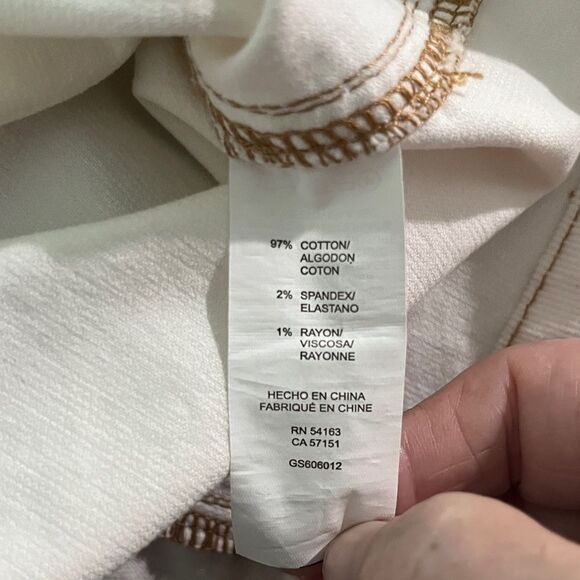 97% COTTON/
ALGODON
COTON
2% SPANDEX/
ELASTANO
1% RAYON/
VISCOSA/
RAYONNE
HECHO EN CHINA
FABRIQUÉ EN CHINE
RN 54163
CA 57151
GS606012